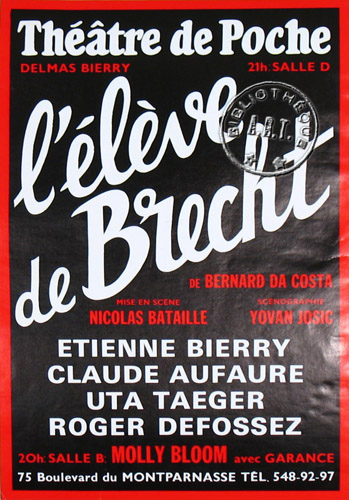 Théâtre de Poche
DELMAS BIERRY 21h: SALLE D
BIBLIOTHÈQUE
A.A.T.
l'élève
de Brecht
DE BERNARD DA COSTA
MISE EN SCÈNE SCÉNOGRAPHIE
NICOLAS BATAILLE YOVAN JOSIC
ETIENNE BIERRY
CLAUDE AUFAURE
UTA TAEGER
ROGER DEFOSSEZ
20h: SALLE B: MOLLY BLOOM avec GARANCE
75 Boulevard du MONTPARNASSE TÉL. 548-92-97